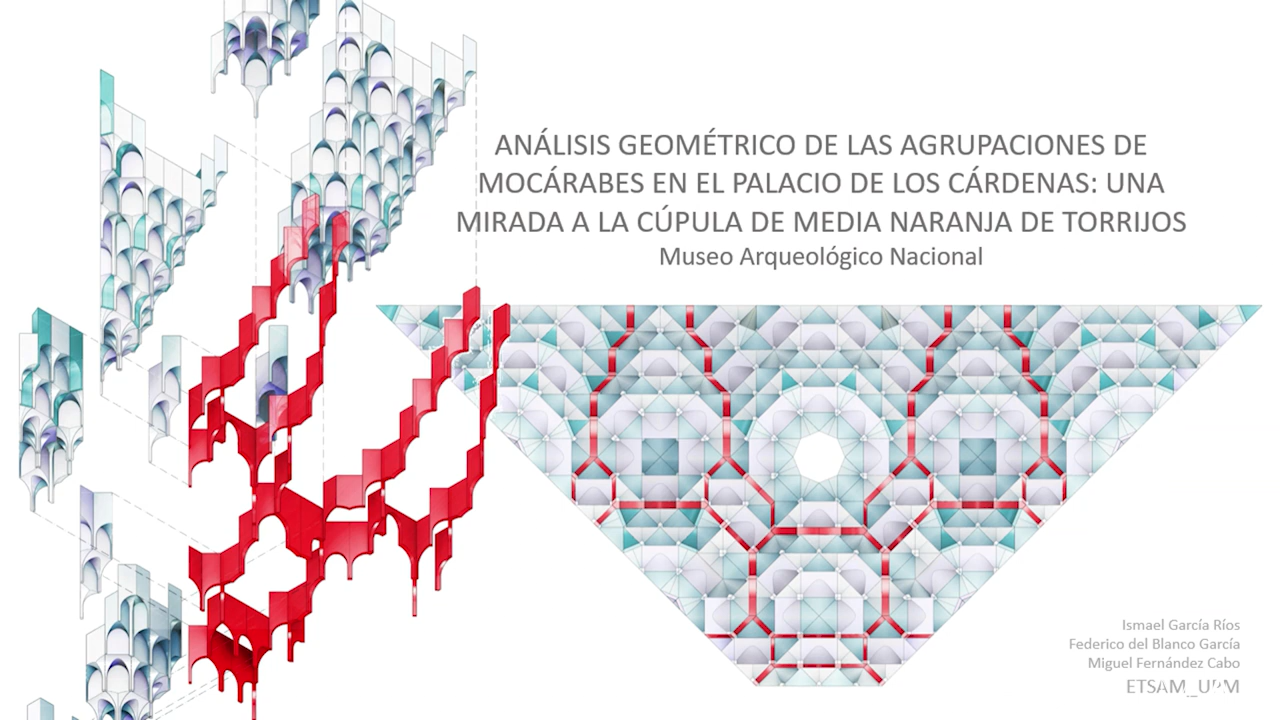 ANÁLISIS GEOMÉTRICO DE LAS AGRUPACIONES DE
MOCÁRABES EN EL PALACIO DE LOS CÁRDENAS: UNA
MIRADA A LA CÚPULA DE MEDIA NARANJA DE TORRIJOS
Museo Arqueológico Nacional
Ismael García Ríos
Federico del Blanco García
Miguel Fernández Cabo
ETSAM_UPM